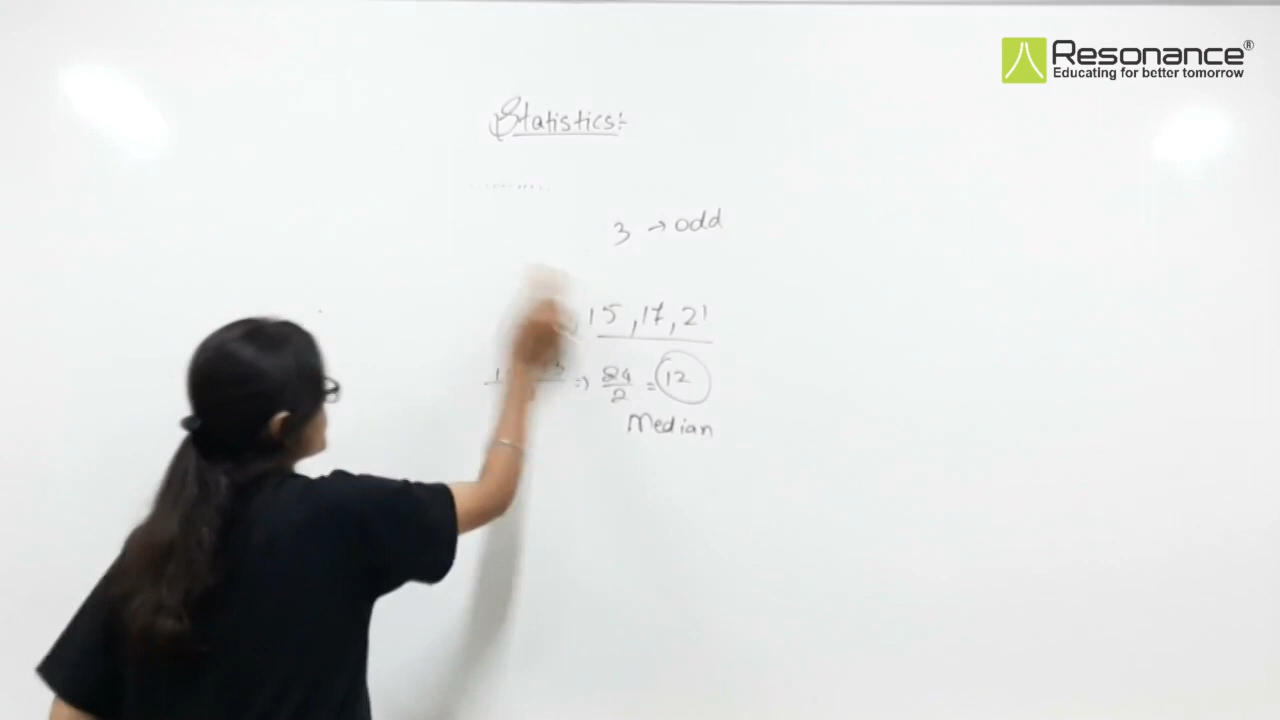 Resonance®
Educating for better tomorrow
Statistics:-
3 → odd
, 15, 17, 21
⇒ 24/2 = 12
Median